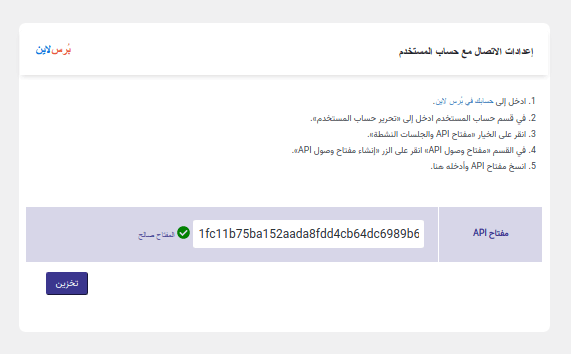 إعدادات الاتصال مع حساب المستخدم
بُرس‌لاين
1. ادخل إلى حسابك في بُرس لاين.
2. في قسم حساب المستخدم ادخل إلى «تحرير حساب المستخدم».
3. انقر على الخيار «مفتاح API والجلسات النشطة».
4. في القسم «مفتاح وصول API» انقر على الزر «إنشاء مفتاح وصول API».
5. انسخ مفتاح API وأدخله هنا.
مفتاح API
1fc11b75ba152aada8fdd4cb64dc6989b6
المفتاح صالح
تخزين